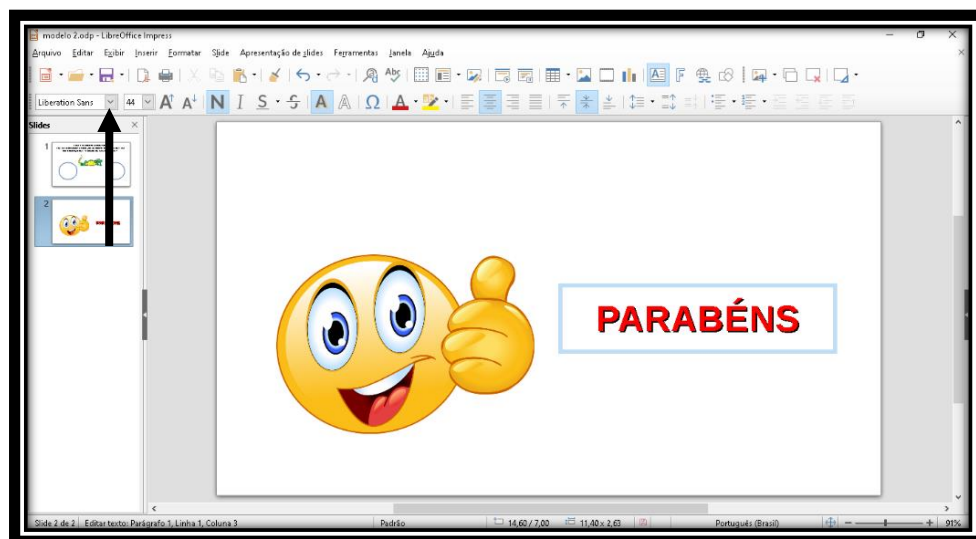 modelo 2.odp - LibreOffice Impress
Arquivo Editar Exibir Inserir Formatar Slide Apresentação de slides Ferramentas Janela Ajuda
Liberation Sans 44 N I S
Slides
1
2
PARABÉNS
Slide 2 de 2 Editar texto: Parágrafo 1, Linha 1, Coluna 3 Padrão 14,60 / 7,00 11,40 x 2,63 Português (Brasil) 91%